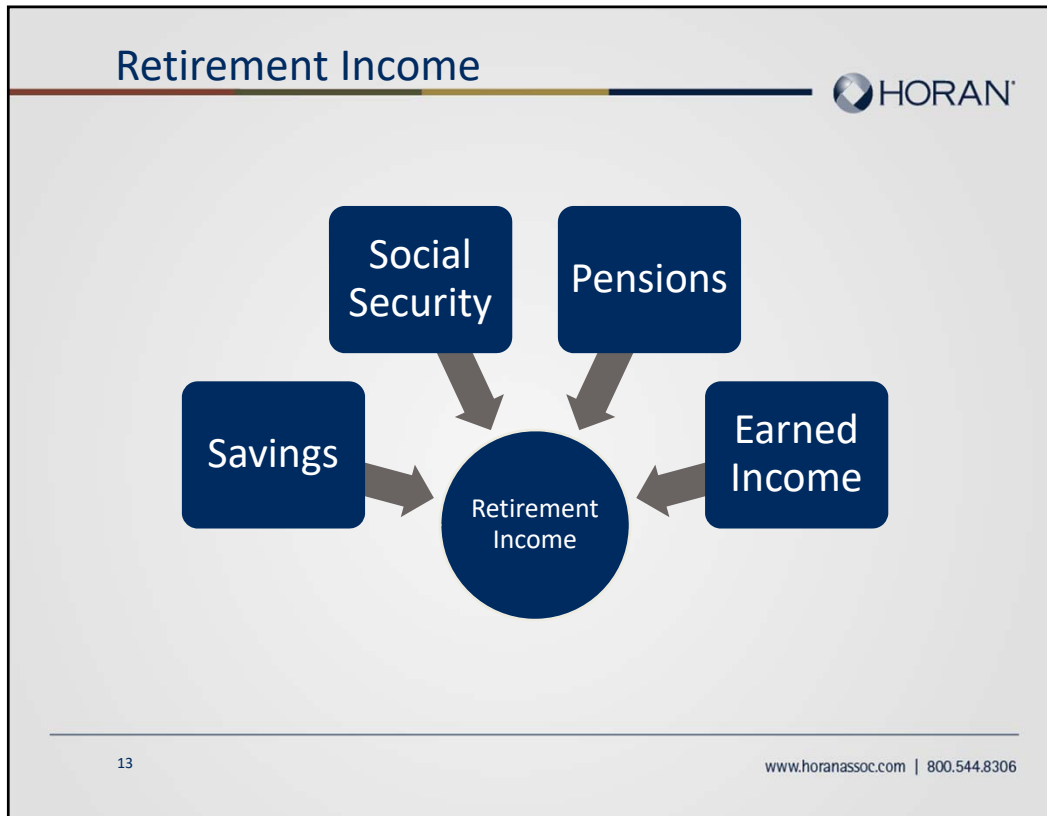 Retirement Income
HORAN
Social
Security
Pensions
Savings
Earned
Income
Retirement
Income
13
www.horanassoc.com | 800.544.8306